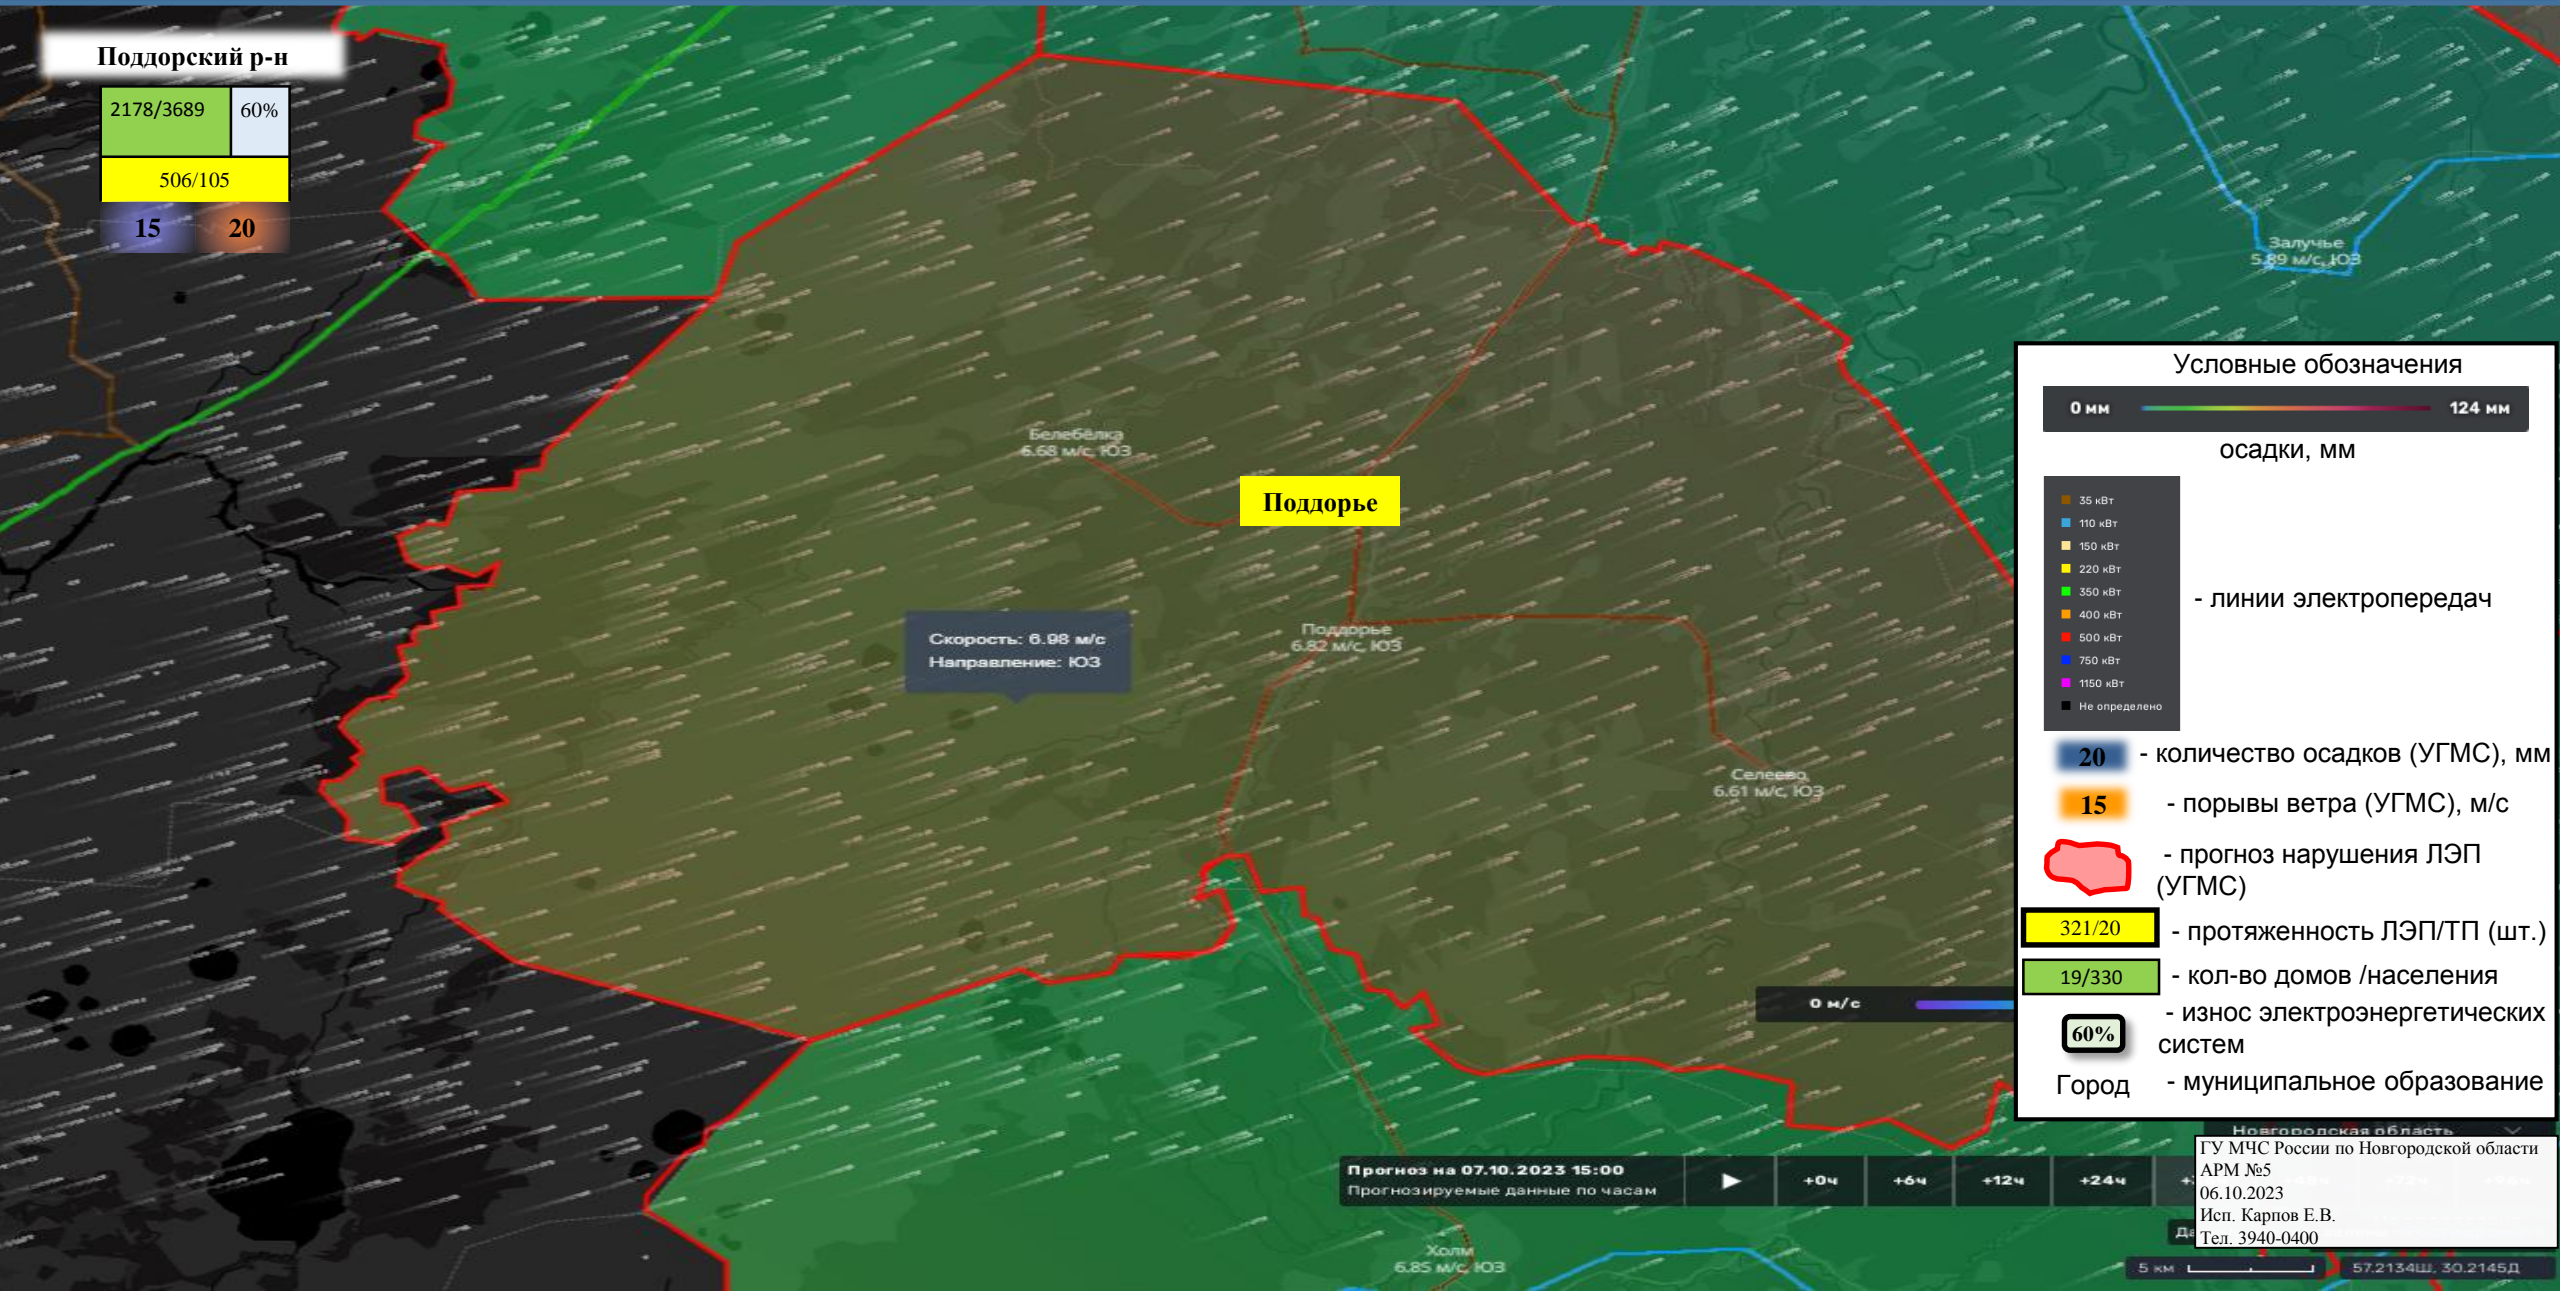 Поддорский р-н
2178/3689 60%
506/105
15 20
Залучье
5.89 м/с, ЮЗ
Белебёлка
6.68 м/с, ЮЗ
Поддорье
Скорость: 6.98 м/с
Направление: ЮЗ
Поддорье
6.82 м/с, ЮЗ
Селеево
6.61 м/с, ЮЗ
Условные обозначения
0 мм 124 мм
осадки, мм
35 кВт
110 кВт
150 кВт
220 кВт
350 кВт
400 кВт
500 кВт
750 кВт
1150 кВт
Не определено
- линии электропередач
20 - количество осадков (УГМС), мм
15 - порывы ветра (УГМС), м/с
- прогноз нарушения ЛЭП
(УГМС)
321/20 - протяженность ЛЭП/ТП (шт.)
19/330 - кол-во домов /населения
60% - износ электроэнергетических
систем
Город - муниципальное образование
0 м/с
Новгородская область
Прогноз на 07.10.2023 15:00
Прогнозируемые данные по часам
+0ч +6ч +12ч +24ч
ГУ МЧС России по Новгородской области
АРМ №5
06.10.2023
Исп. Карпов Е.В.
Тел. 3940-0400
Холм
6.85 м/с, ЮЗ
5 км
57.2134Ш, 30.2145Д